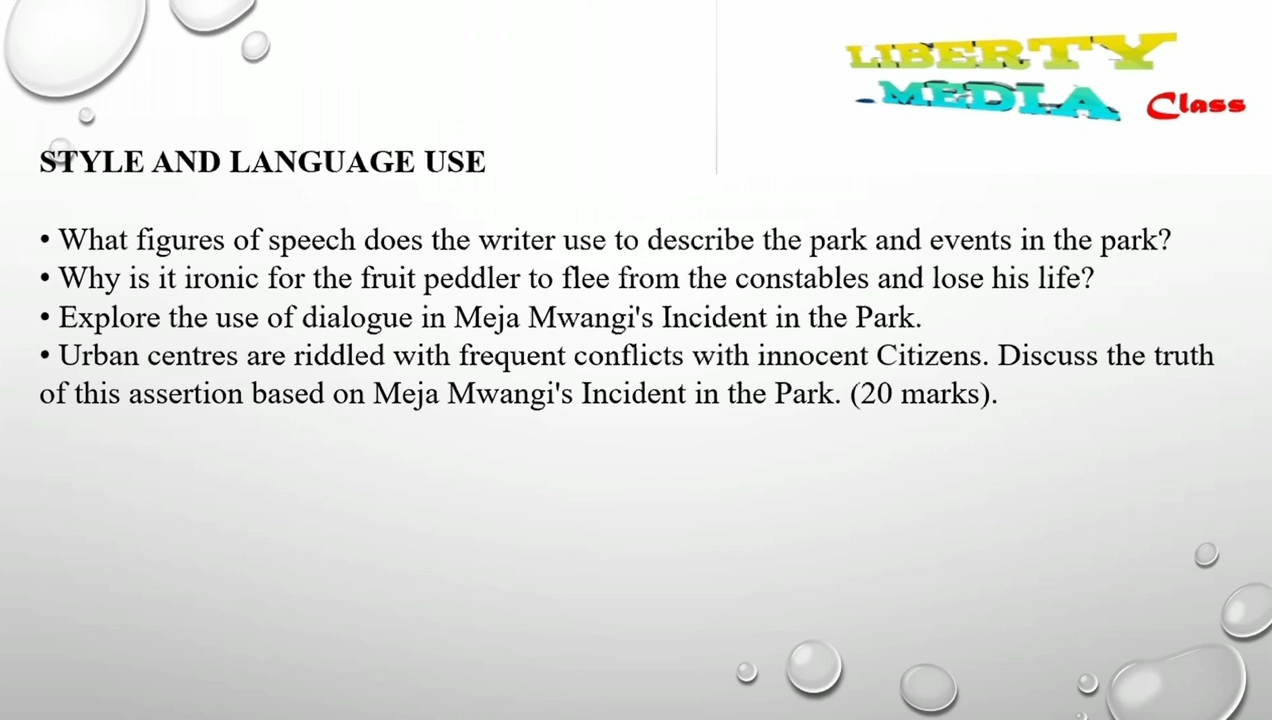 LIBERTY
MEDIA Class
STYLE AND LANGUAGE USE
• What figures of speech does the writer use to describe the park and events in the park?
• Why is it ironic for the fruit peddler to flee from the constables and lose his life?
• Explore the use of dialogue in Meja Mwangi's Incident in the Park.
• Urban centres are riddled with frequent conflicts with innocent Citizens. Discuss the truth
of this assertion based on Meja Mwangi's Incident in the Park. (20 marks).